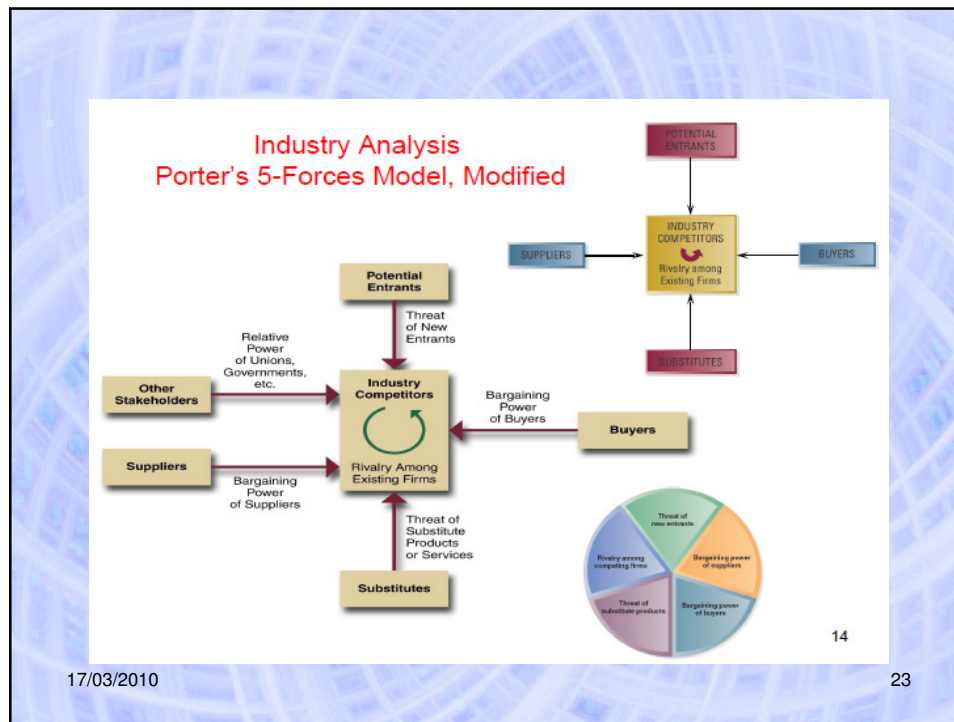 Industry Analysis
Porter's 5-Forces Model, Modified
POTENTIAL
ENTRANTS
SUPPLIERS
INDUSTRY
COMPETITORS
Rivalry among
Existing Firms
BUYERS
SUBSTITUTES
Potential
Entrants
Threat
of New
Entrants
Relative
Power
of Unions,
Governments,
etc.
Other
Stakeholders
Industry
Competitors
Rivalry Among
Existing Firms
Bargaining
Power
of Buyers
Buyers
Suppliers
Bargaining
Power
of Suppliers
Threat of
Substitute
Products
or Services
Substitutes
Threat of
new entrants
Rivalry among
competing firms
Bargaining power
of suppliers
Threat of
substitute products
Bargaining power
of buyers
14
17/03/2010
23